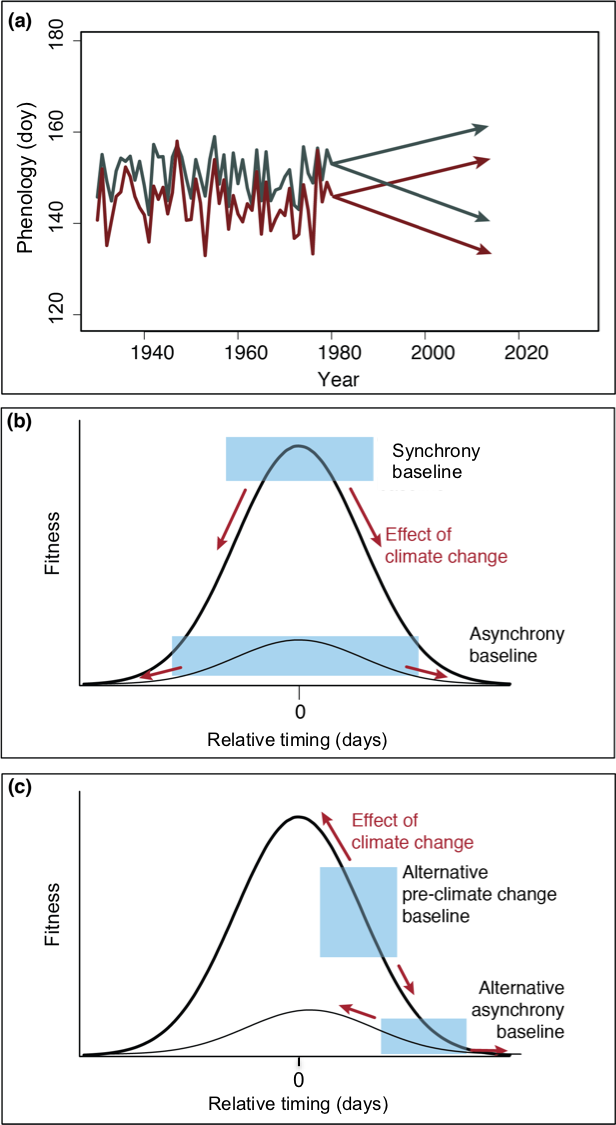 (a)
180
160
140
120
Phenology (doy)
1940 1960 1980 2000 2020
Year
(b)
Synchrony
baseline
Effect of
climate change
Fitness
Asynchrony
baseline
0
Relative timing (days)
(c)
Effect of
climate change
Alternative
pre-climate change
baseline
Fitness
Alternative
asynchrony
baseline
0
Relative timing (days)